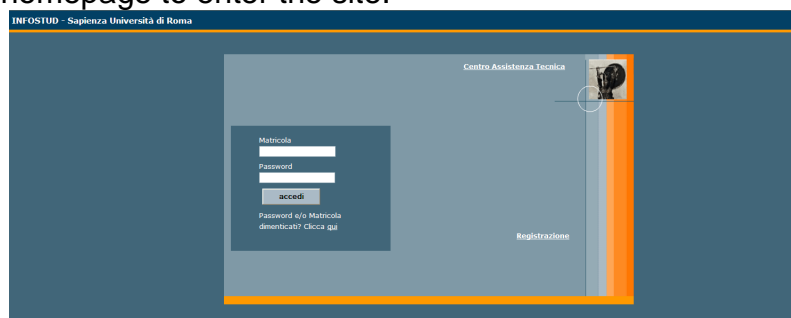 homepage to enter the site.
INFOSTUD - Sapienza Università di Roma
Centro Assistenza Tecnica
Matricola
Password
accedi
Password e/o Matricola
dimenticati? Clicca qui
Registrazione